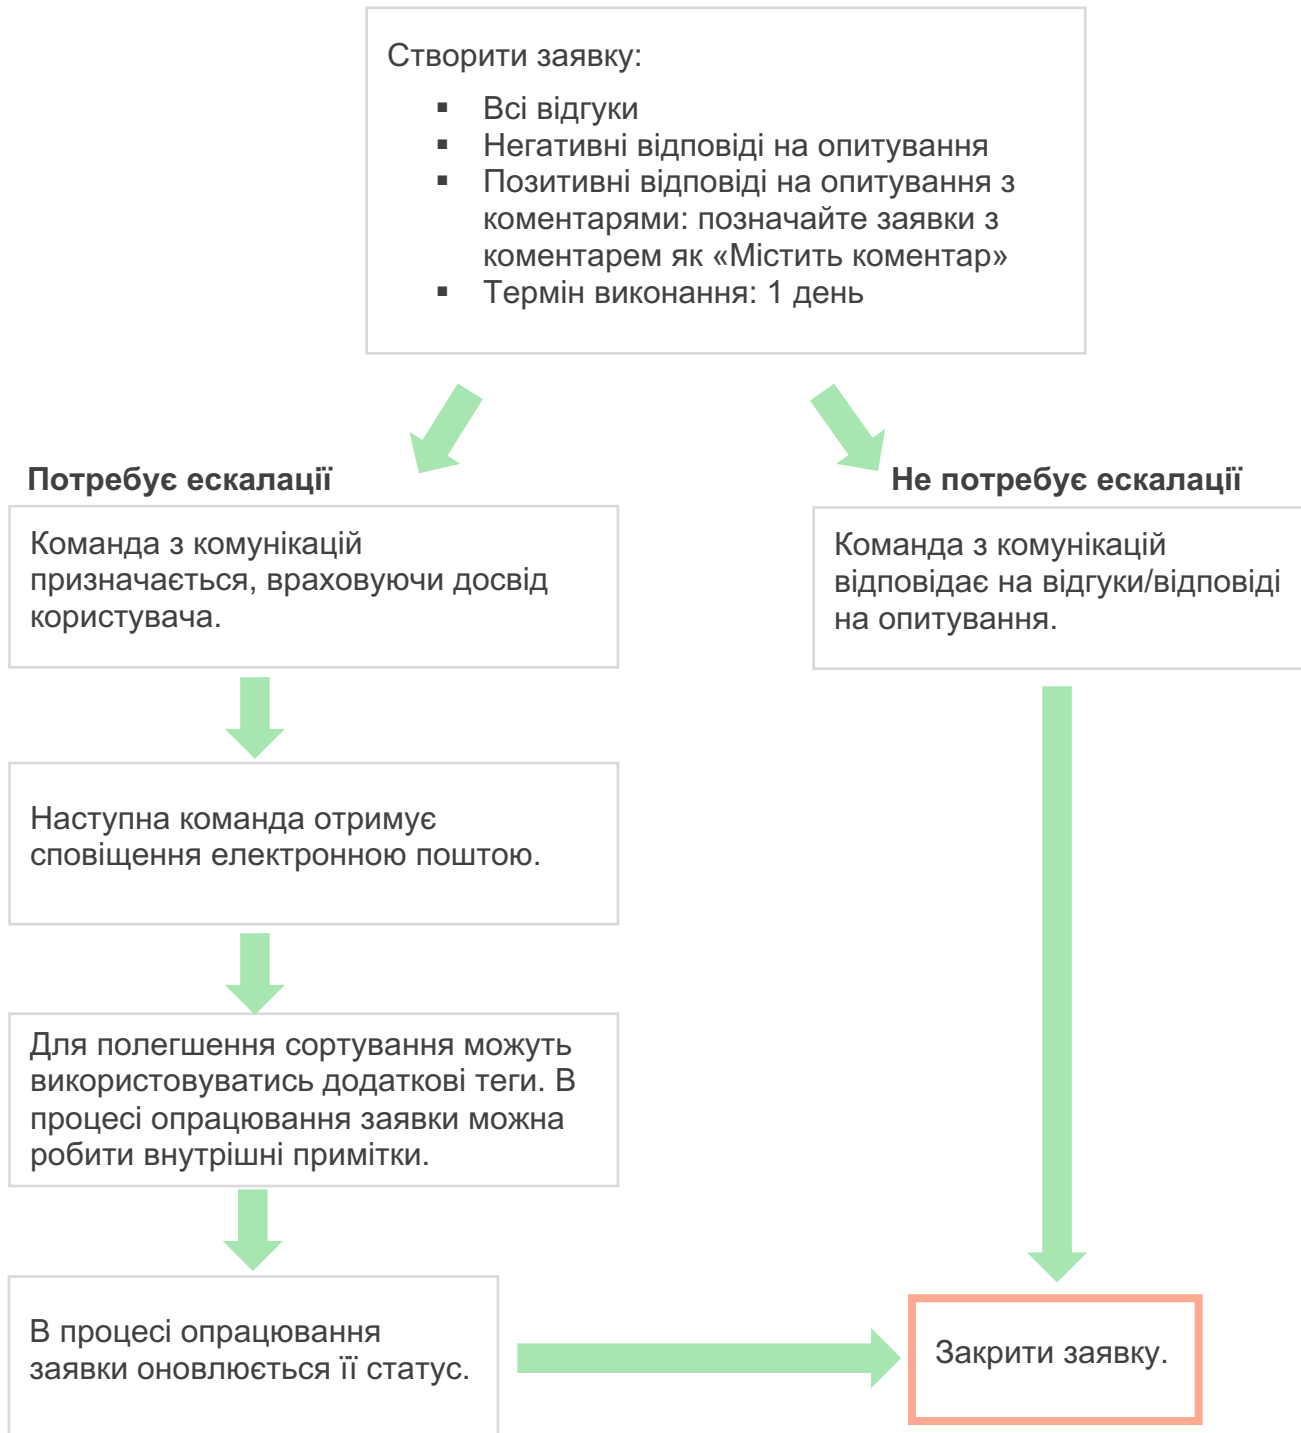 Створити заявку:
▪ Всі відгуки
▪ Негативні відповіді на опитування
▪ Позитивні відповіді на опитування з
коментарями: позначайте заявки з
коментарем як «Містить коментар»
▪ Термін виконання: 1 день
Потребує ескалації
Команда з комунікацій
призначається, враховуючи досвід
користувача.
Наступна команда отримує
сповіщення електронною поштою.
Для полегшення сортування можуть
використовуватись додаткові теги. В
процесі опрацювання заявки можна
робити внутрішні примітки.
В процесі опрацювання
заявки оновлюється її статус.
Не потребує ескалації
Команда з комунікацій
відповідає на відгуки/відповіді
на опитування.
Закрити заявку.